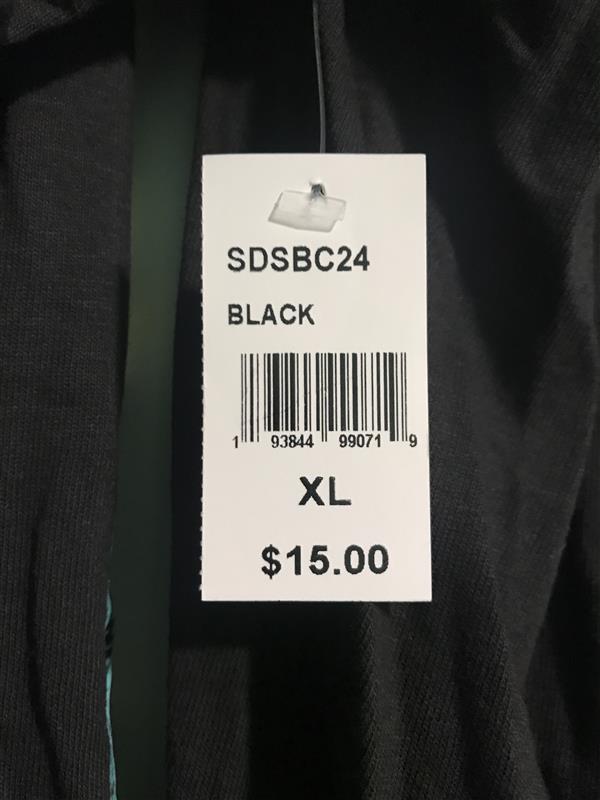 SDSBC24
BLACK
1 93844 99071 9
XL
$15.00